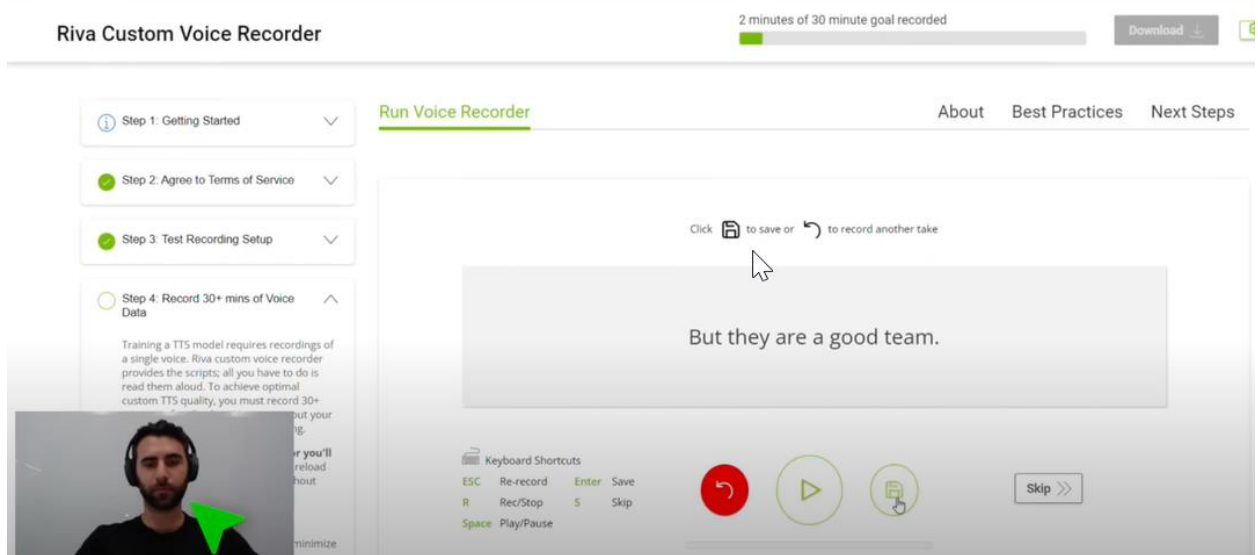 Riva Custom Voice Recorder
2 minutes of 30 minute goal recorded
Download
Step 1: Getting Started
Step 2: Agree to Terms of Service
Step 3: Test Recording Setup
Step 4: Record 30+ mins of Voice
Data
Training a TTS model requires recordings of
a single voice. Riva custom voice recorder
provides the scripts; all you have to do is
read them aloud. To achieve optimal
custom TTS quality, you must record 30+
out your
or you'll
reload
minimize
Run Voice Recorder
About
Best Practices
Next Steps
Click to save or to record another take
But they are a good team.
Keyboard Shortcuts
ESC Re-record Enter Save
R Rec/Stop S Skip
Space Play/Pause
Skip